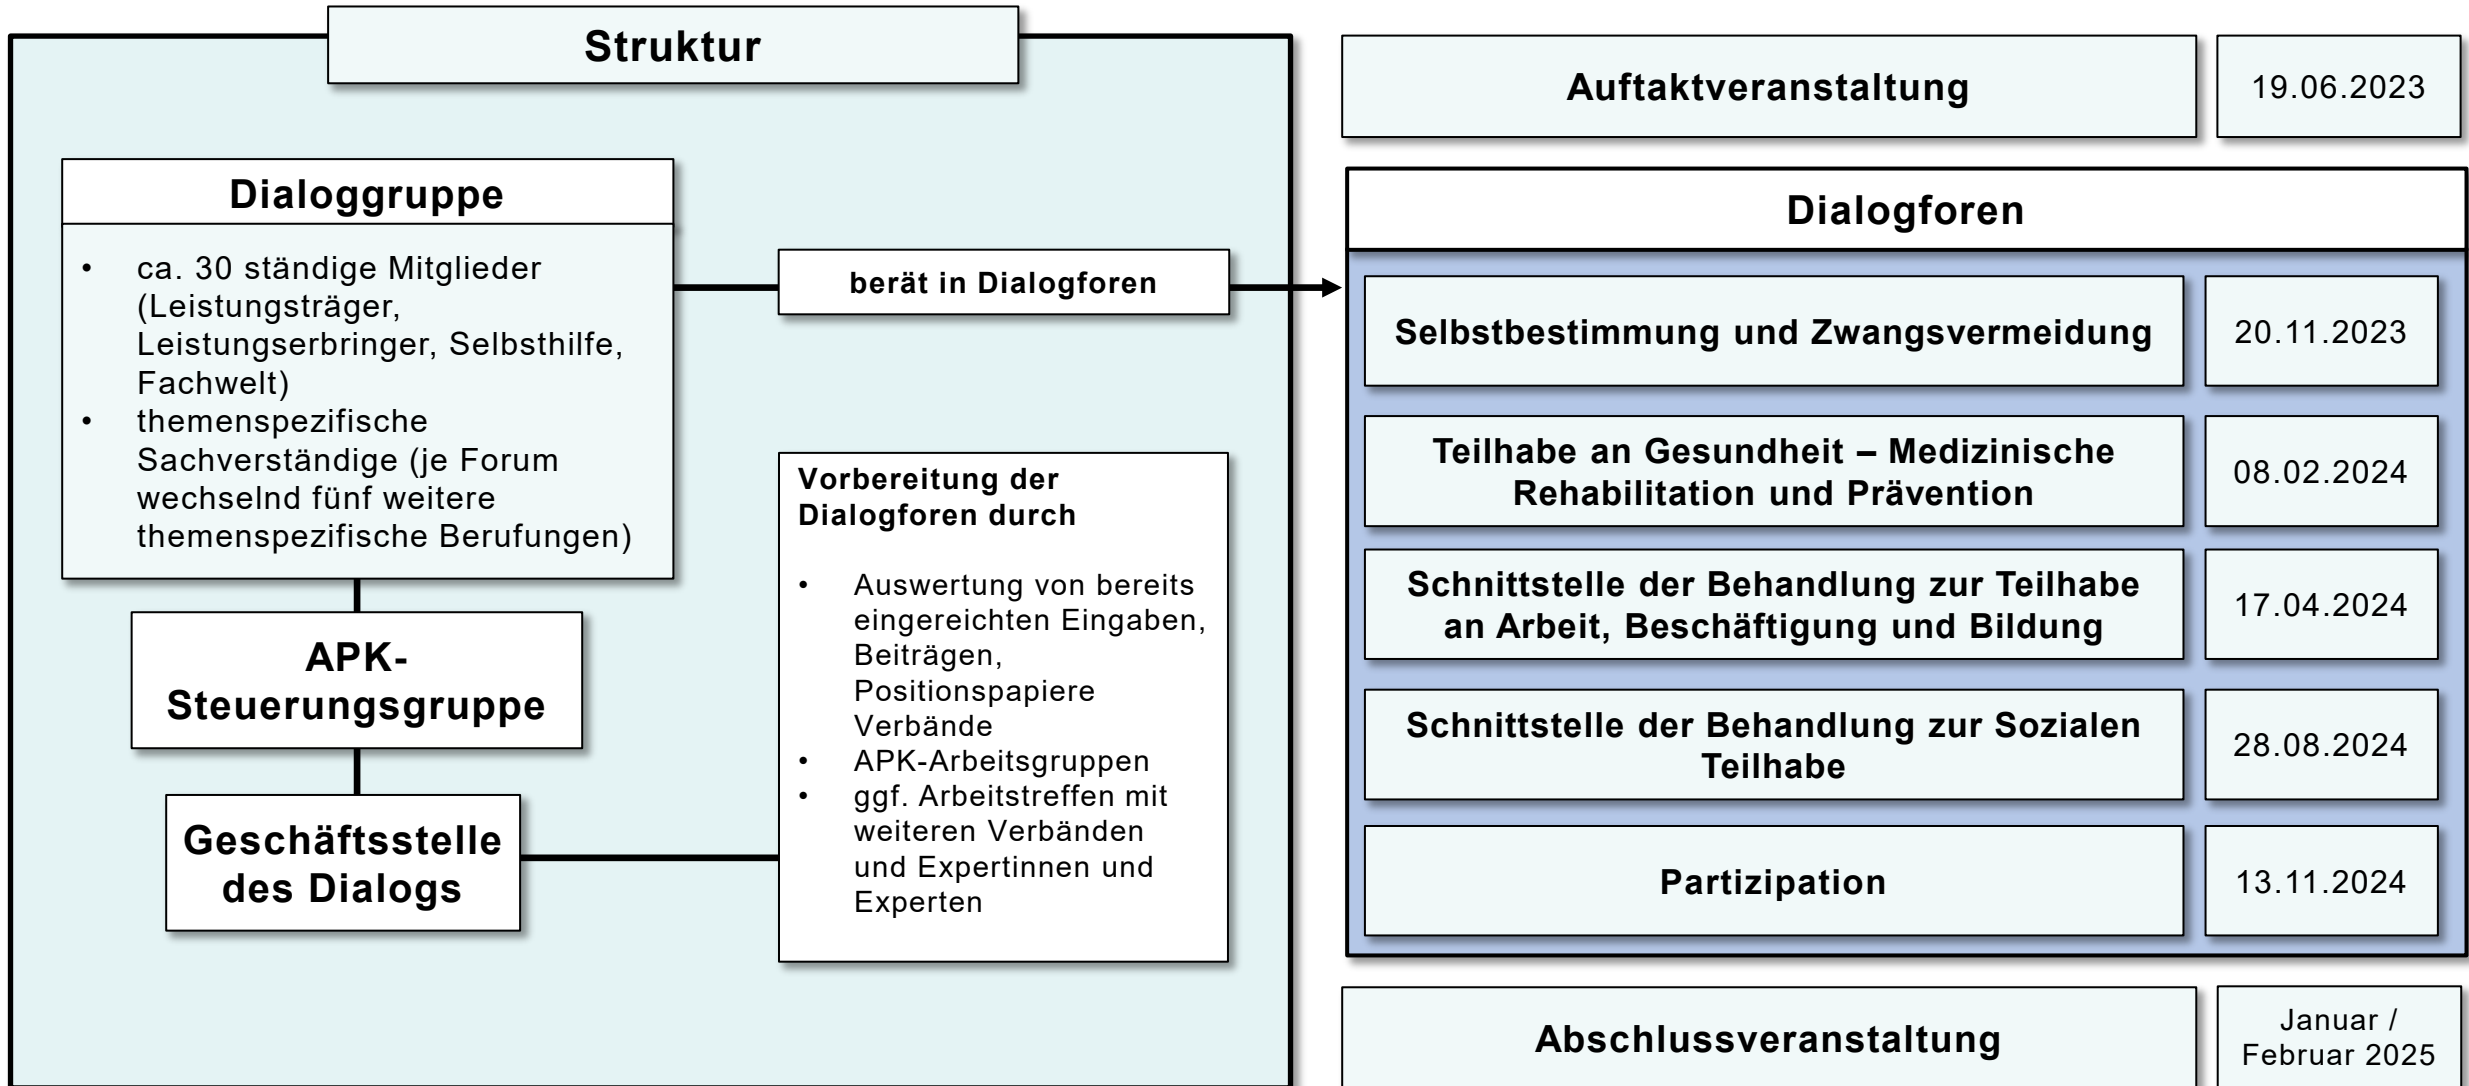 Struktur
Dialoggruppe
• ca. 30 ständige Mitglieder
(Leistungsträger,
Leistungserbringer, Selbsthilfe,
Fachwelt)
• themenspezifische
Sachverständige (je Forum
wechselnd fünf weitere
themenspezifische Berufungen)
berät in Dialogforen
APK-
Steuerungsgruppe
Geschäftsstelle
des Dialogs
Vorbereitung der
Dialogforen durch
• Auswertung von bereits
eingereichten Eingaben,
Beiträgen,
Positionspapiere
Verbände
• APK-Arbeitsgruppen
• ggf. Arbeitstreffen mit
weiteren Verbänden
und Expertinnen und
Experten
Auftaktveranstaltung
19.06.2023
Dialogforen
Selbstbestimmung und Zwangsvermeidung
20.11.2023
Teilhabe an Gesundheit – Medizinische
Rehabilitation und Prävention
08.02.2024
Schnittstelle der Behandlung zur Teilhabe
an Arbeit, Beschäftigung und Bildung
17.04.2024
Schnittstelle der Behandlung zur Sozialen
Teilhabe
28.08.2024
Partizipation
13.11.2024
Abschlussveranstaltung
Januar /
Februar 2025